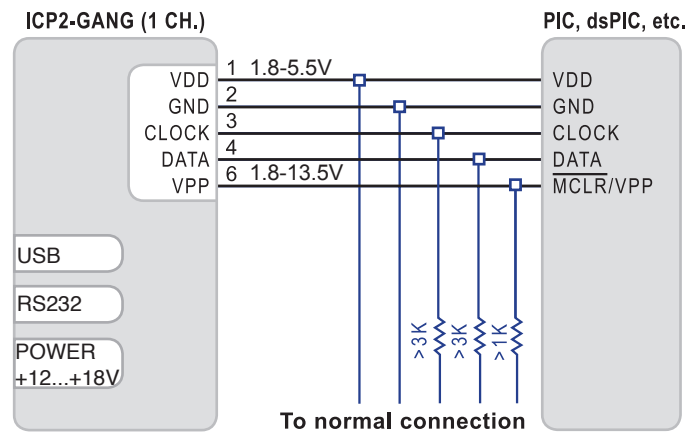 ICP2-GANG (1 CH.)
PIC, dsPIC, etc.
VDD 1 1.8-5.5V VDD
GND 2 GND
CLOCK 3 CLOCK
DATA 4 DATA
VPP 6 1.8-13.5V MCLR/VPP
USB
RS232
POWER
+12...+18V
>3K
>3K
>1K
To normal connection